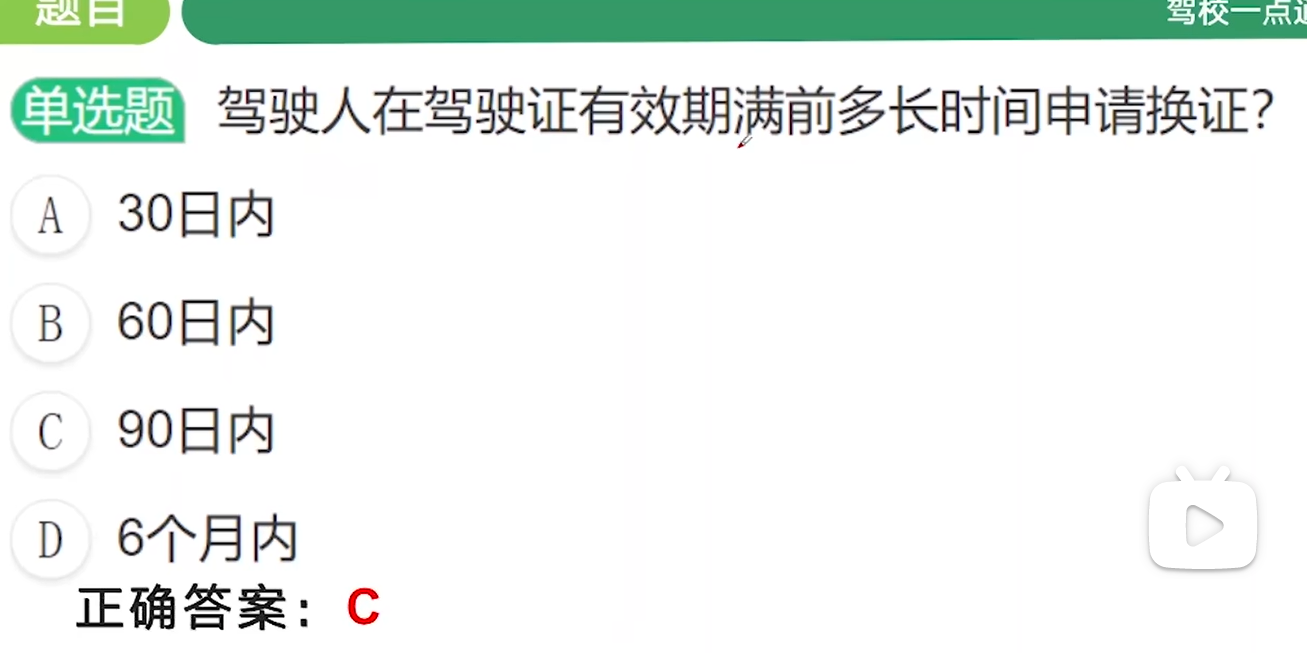 题目
驾校一点通
单选题 驾驶人在驾驶证有效期满前多长时间申请换证?
A 30日内
B 60日内
C 90日内
D 6个月内
正确答案：C